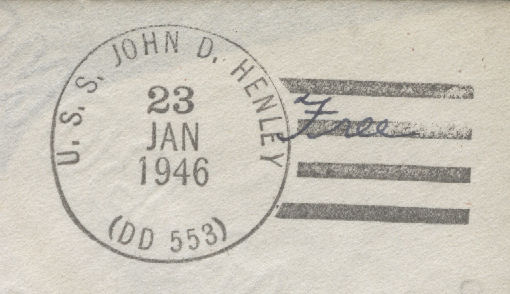 U. S. S. JOHN D. HENLEY
23
JAN
1946
(DD 553)
Free